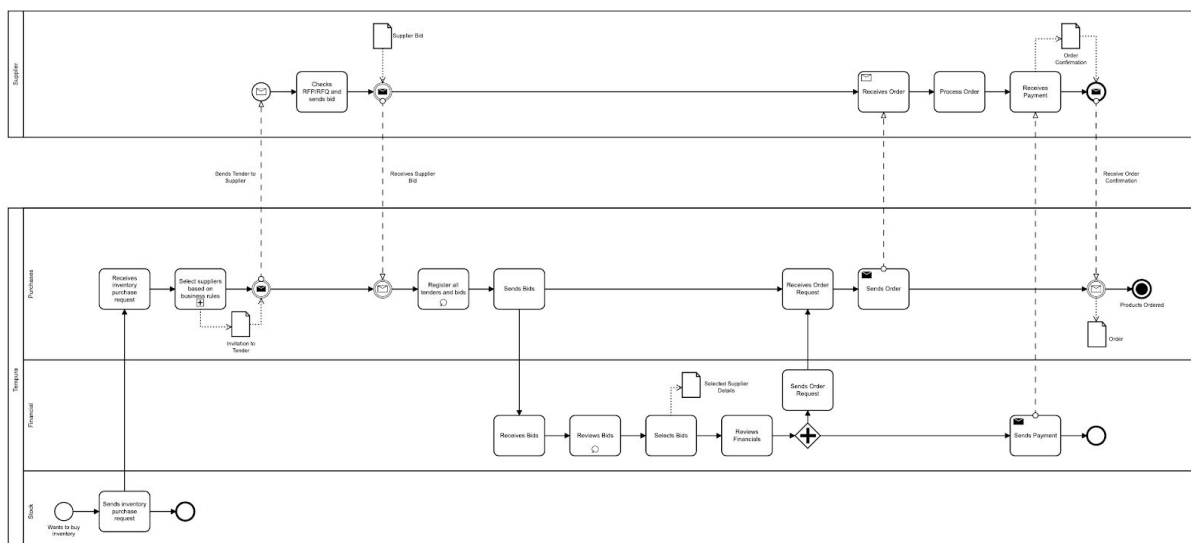 Supplier
Supplier Bid
Checks
RFP/RFQ and
sends bid
Receives Order
Process Order
Receives
Payment
Order
Confirmation
Sends Tender to
Supplier
Receives Supplier
Bid
Receive Order
Confirmation
Tempura
Purchases
Receives
inventory
purchase
request
Select suppliers
based on
business rules
Invitation to
Tender
Register all
tenders and bids
Sends Bids
Receives Order
Request
Sends Order
Products Ordered
Order
Financial
Selected Supplier
Details
Sends Order
Request
Receives Bids
Reviews Bids
Selects Bids
Reviews
Financials
Sends Payment
Stock
Wants to buy
inventory
Sends inventory
purchase
request